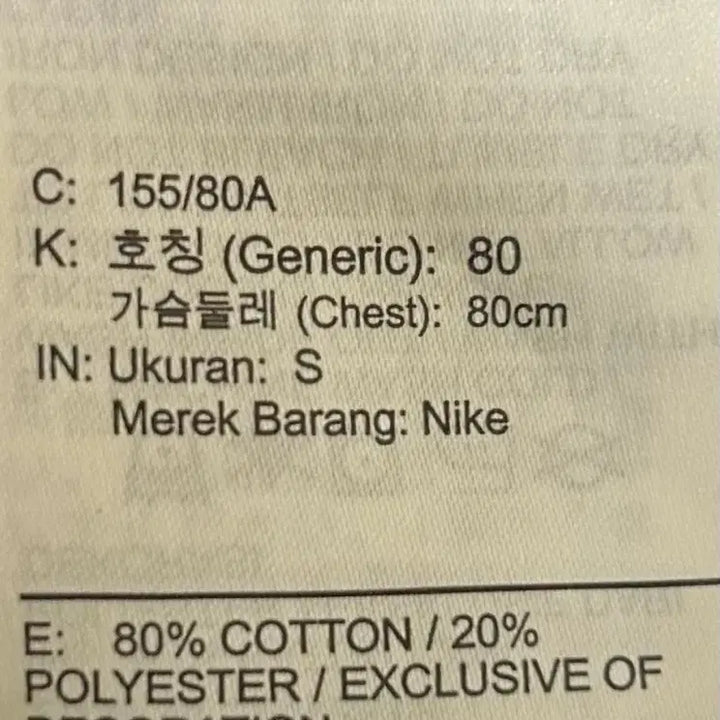 C: 155/80A
K: 호칭 (Generic): 80
가슴둘레 (Chest): 80cm
IN: Ukuran: S
Merek Barang: Nike
E: 80% COTTON / 20%
POLYESTER / EXCLUSIVE OF